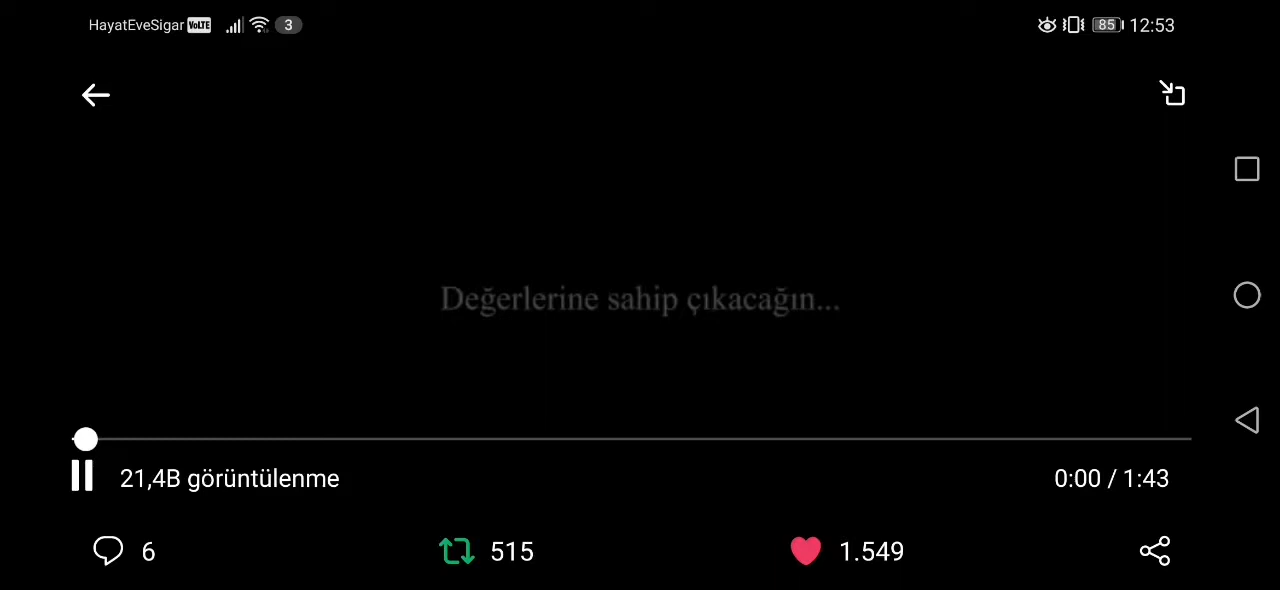 HayatEveSigar VoLTE 3 85 12:53
Değerlerine sahip çıkacağın...
21,4B görüntülenme 0:00 / 1:43
6 515 1.549